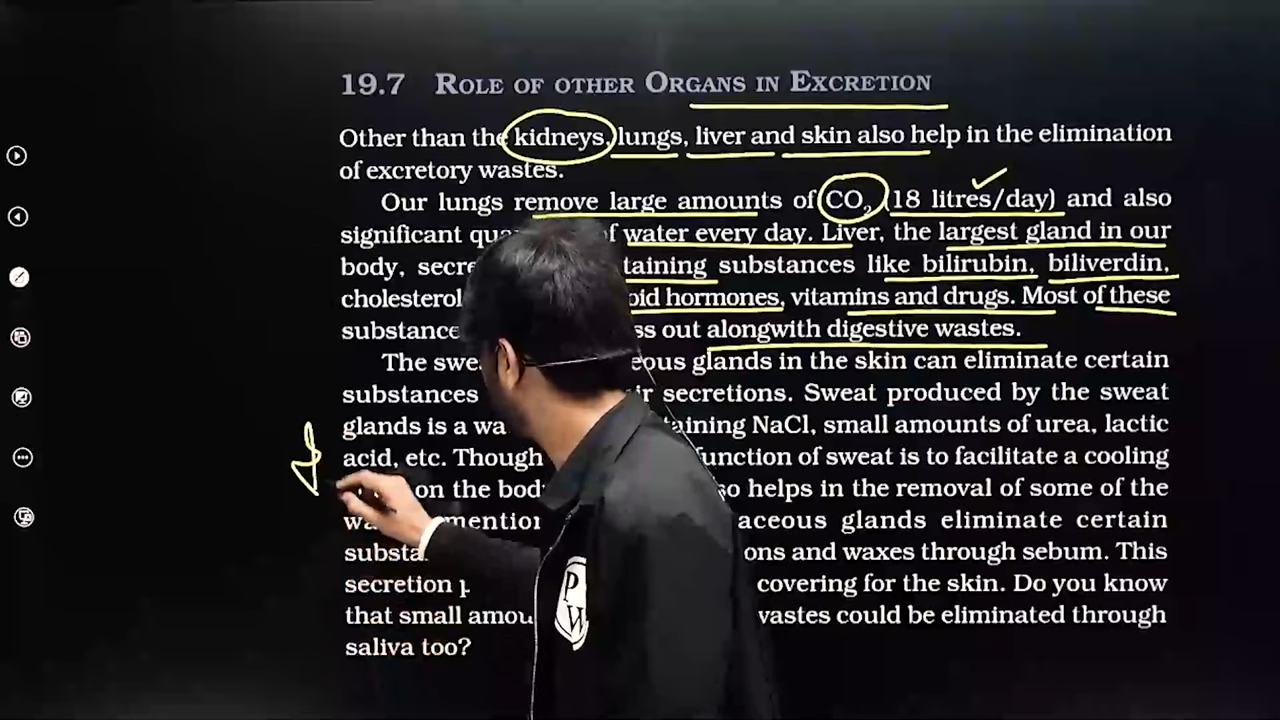 19.7 ROLE OF OTHER ORGANS IN EXCRETION
Other than the kidneys, lungs, liver and skin also help in the elimination
of excretory wastes.
Our lungs remove large amounts of CO₂ (18 litres/day) and also
significant water every day. Liver, the largest gland in our
body, taining substances like bilirubin, biliverdin,
cholesterol oid hormones, vitamins and drugs. Most of these
substance ss out alongwith digestive wastes.
The swe eous glands in the skin can eliminate certain
substances ir secretions. Sweat produced by the sweat
glands is a wa taining NaCl, small amounts of urea, lactic
acid, etc. Though function of sweat is to facilitate a cooling
on the bod so helps in the removal of some of the
wa mention aceous glands eliminate certain
substa ons and waxes through sebum. This
secretion p covering for the skin. Do you know
that small amou wastes could be eliminated through
saliva too?
P
W